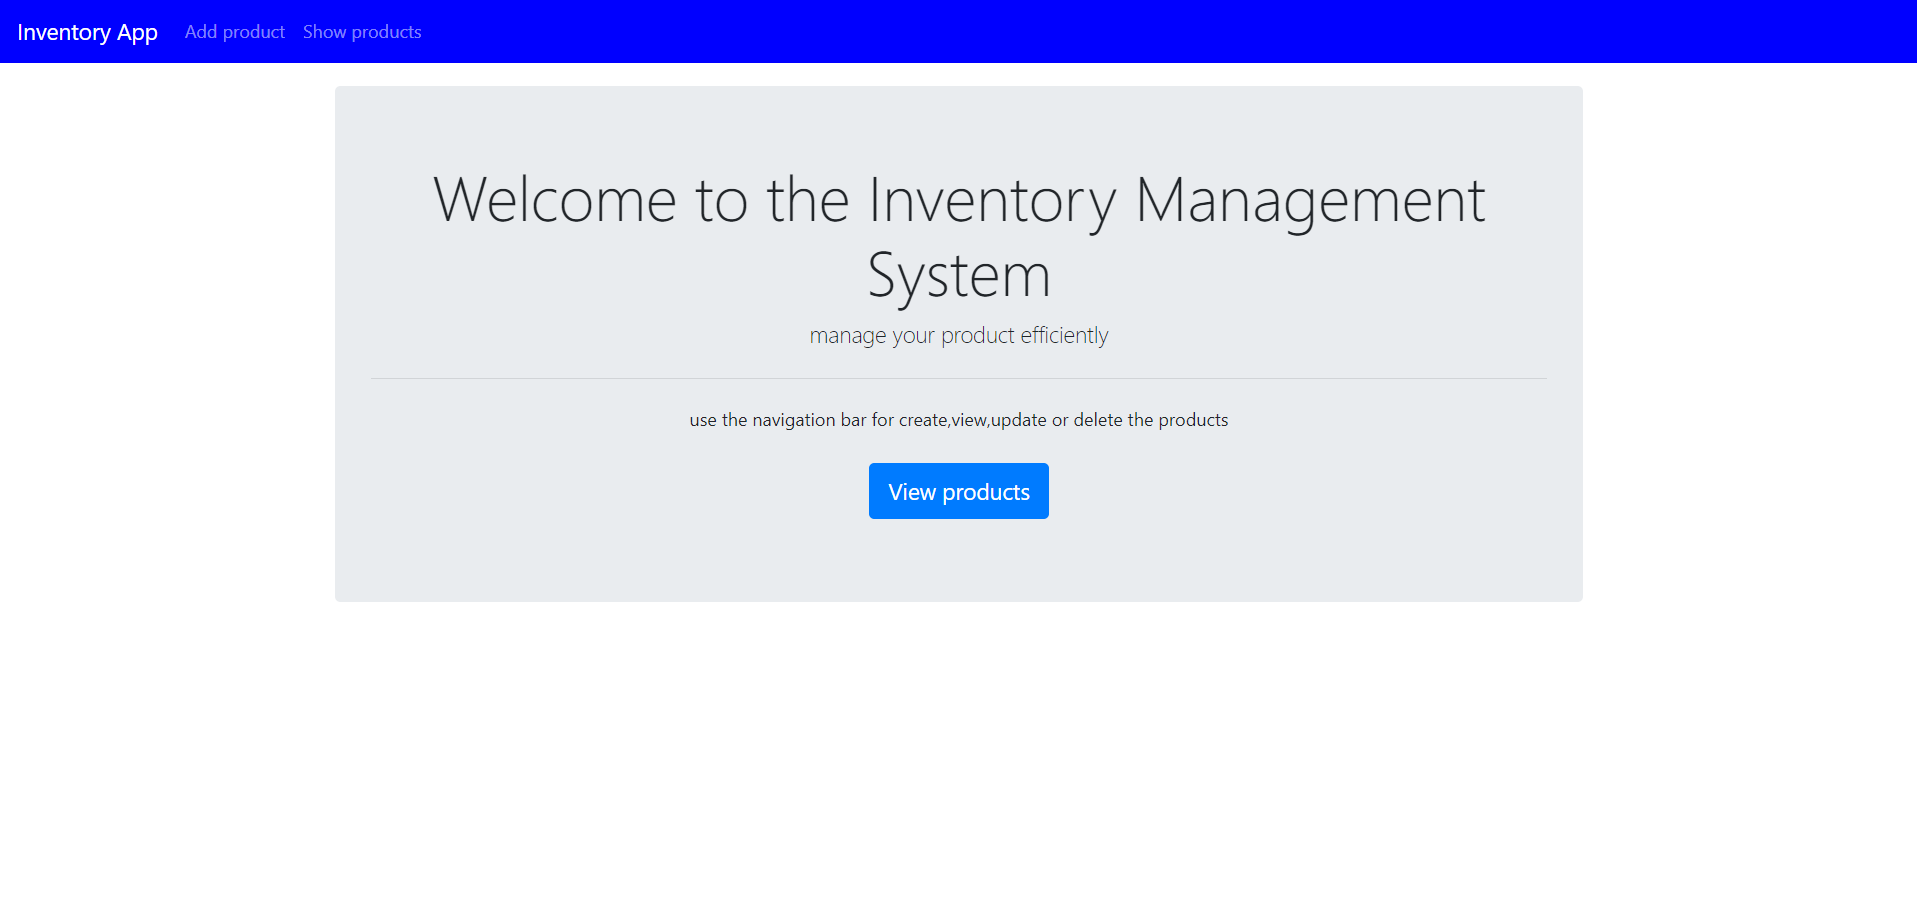 Inventory App Add product Show products
Welcome to the Inventory Management
System
manage your product efficiently
use the navigation bar for create,view,update or delete the products
View products